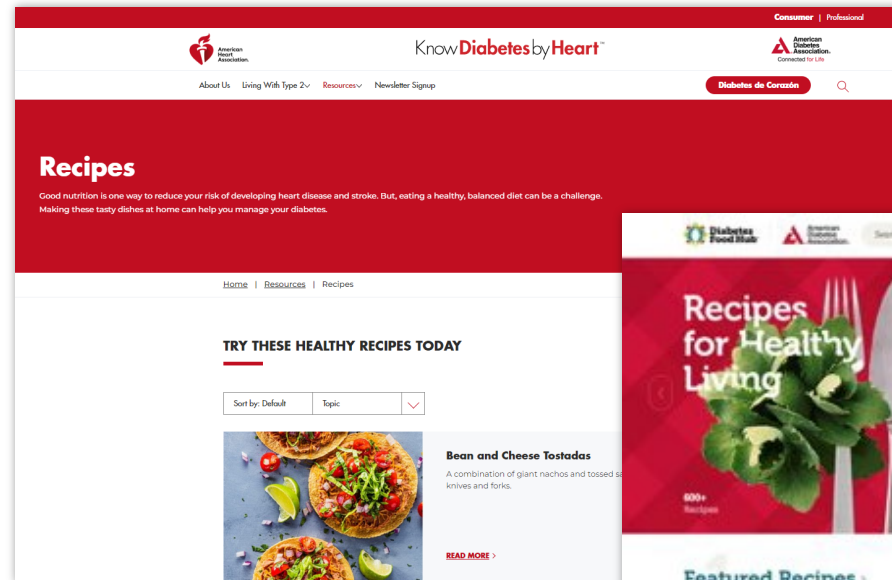 Consumer | Professional
American
Heart
Association.
Know Diabetes by Heart™
American
Diabetes
Association.
Connected for Life
About Us Living With Type 2 Resources Newsletter Signup
Diabetes de Corazón
Recipes
Good nutrition is one way to reduce your risk of developing heart disease and stroke. But, eating a healthy, balanced diet can be a challenge.
Making these tasty dishes at home can help you manage your diabetes.
Home | Resources | Recipes
TRY THESE HEALTHY RECIPES TODAY
Sort by: Default Topic
Bean and Cheese Tostadas
A combination of giant nachos and tossed
knives and forks.
READ MORE >
Diabetes
Food Hub
American
Diabetes
Association.
Recipes
for Healthy
Living
600+
Recipes
Featured Recipes